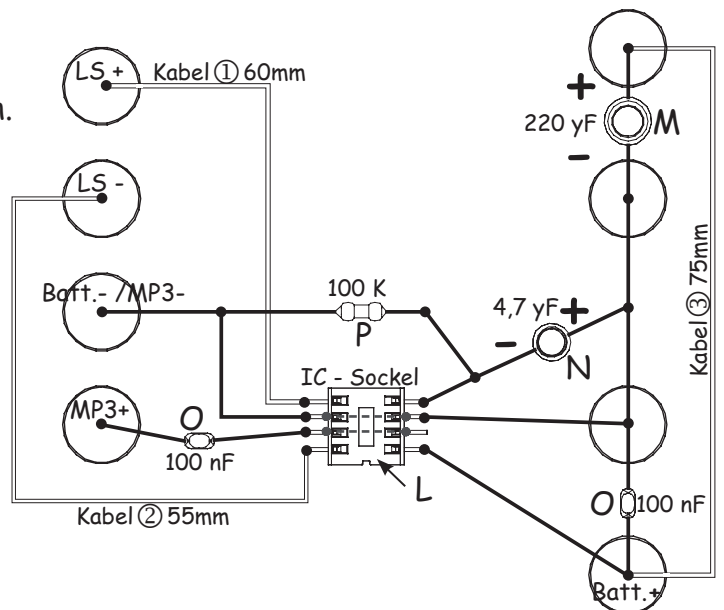 n.
LS +
Kabel ① 60mm
+
220 yF
M
-
LS -
Batt.- /MP3-
100 K
P
4,7 yF
+
-
N
Kabel ③ 75mm
IC - Sockel
MP3+
O
100 nF
L
O
100 nF
Kabel ② 55mm
Batt.+